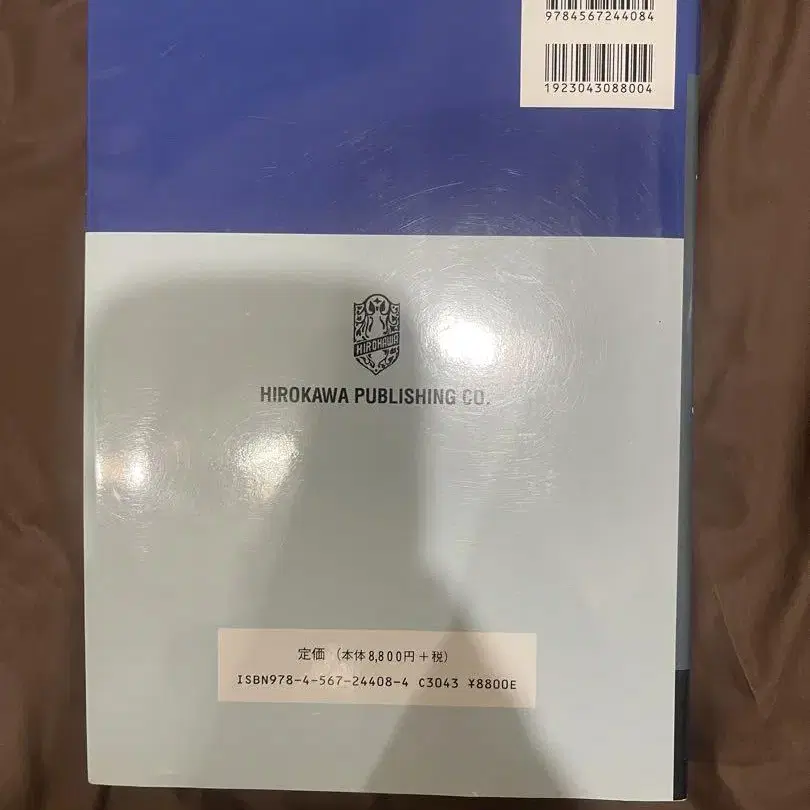 9784567244084
1923043088004
HIROKAWA
HIROKAWA PUBLISHING CO.
定価（本体8,800円+税）
ISBN978-4-567-24408-4 C3043 ¥8800E